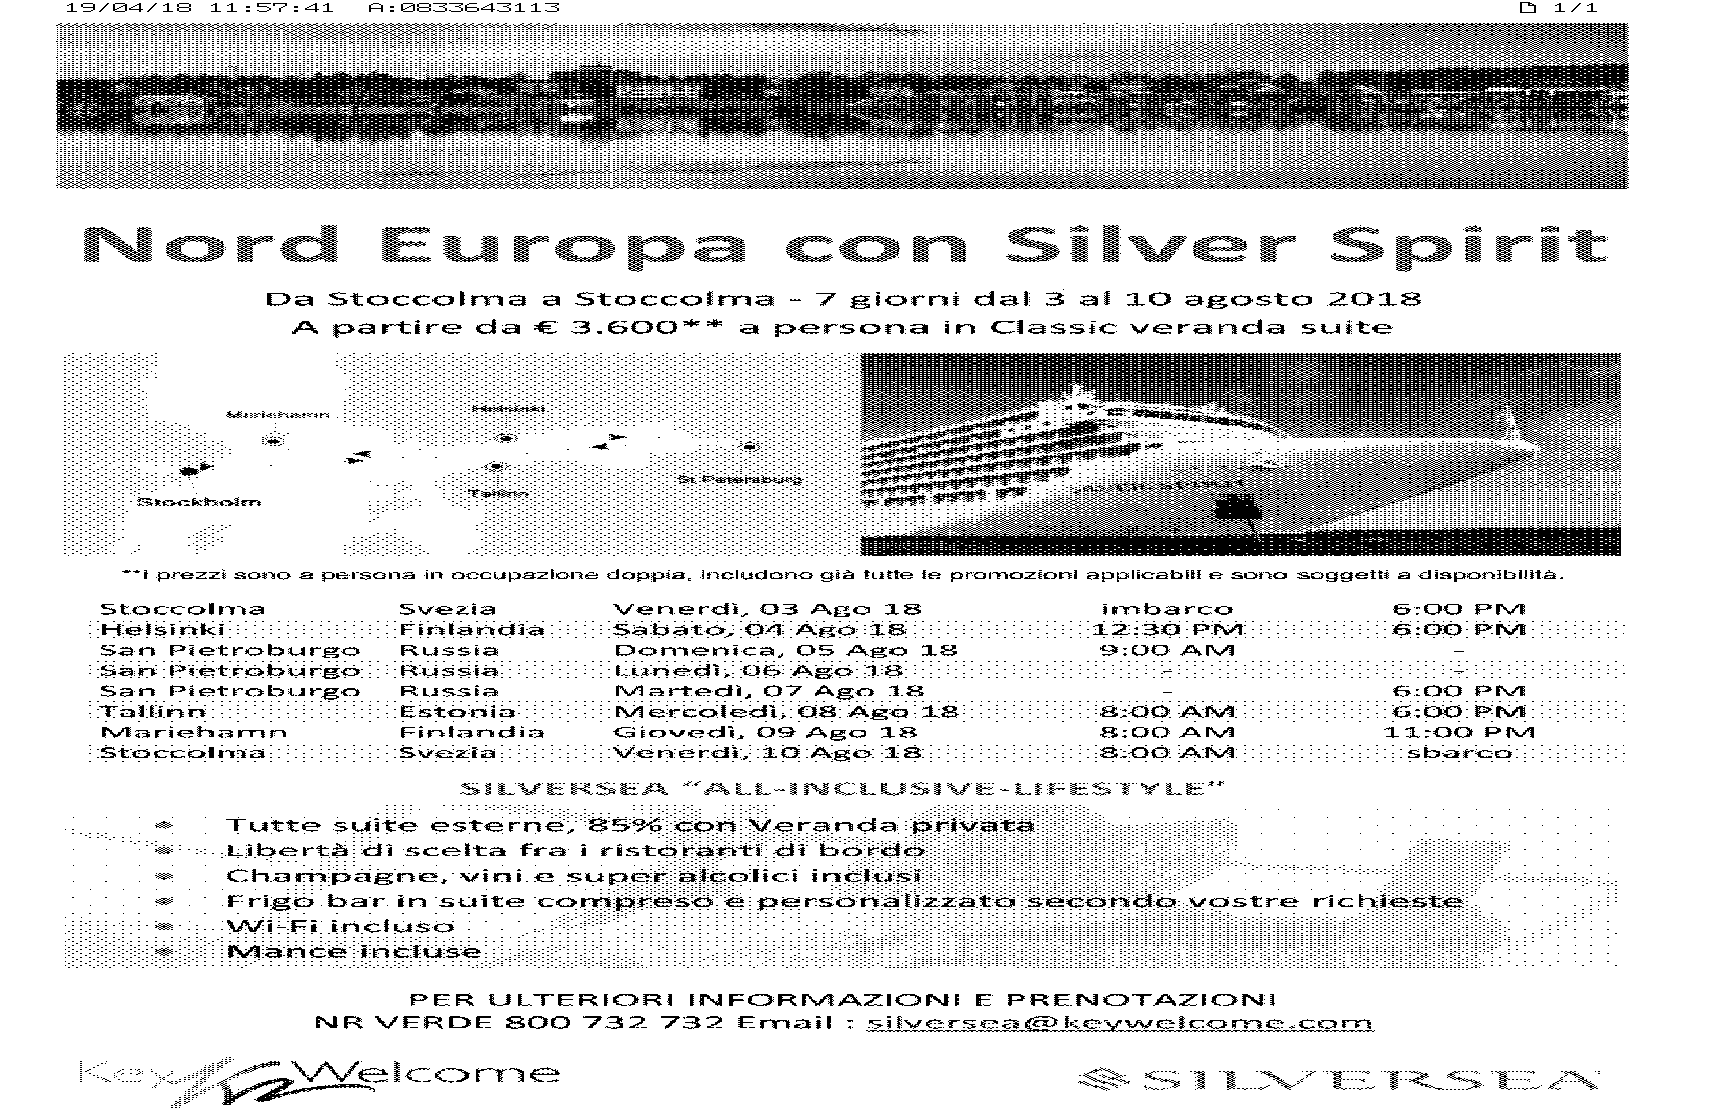 19/04/18 11:57:41 A:0833643113 1/1
Nord Europa con Silver Spirit
Da Stoccolma a Stoccolma - 7 giorni dal 3 al 10 agosto 2018
A partire da € 3.600** a persona in Classic veranda suite
Mariehamn
Helsinki
St Petersburg
Tallinn
Stockholm
**I prezzi sono a persona in occupazione doppia, includono già tutte le promozioni applicabili e sono soggetti a disponibilità.
Stoccolma Svezia Venerdì, 03 Ago 18 imbarco 6:00 PM
Helsinki Finlandia Sabato, 04 Ago 18 12:30 PM 6:00 PM
San Pietroburgo Russia Domenica, 05 Ago 18 9:00 AM -
San Pietroburgo Russia Lunedì, 06 Ago 18 - -
San Pietroburgo Russia Martedì, 07 Ago 18 - 6:00 PM
Tallinn Estonia Mercoledì, 08 Ago 18 8:00 AM 6:00 PM
Mariehamn Finlandia Giovedì, 09 Ago 18 8:00 AM 11:00 PM
Stoccolma Svezia Venerdì, 10 Ago 18 8:00 AM sbarco
SILVERSEA “ALL-INCLUSIVE-LIFESTYLE”
Tutte suite esterne, 85% con Veranda privata
Libertà di scelta fra i ristoranti di bordo
Champagne, vini e super alcolici inclusi
Frigo bar in suite compreso e personalizzato secondo vostre richieste
Wi-Fi incluso
Mance incluse
PER ULTERIORI INFORMAZIONI E PRENOTAZIONI
NR VERDE 800 732 732 Email : silversea@keywelcome.com
Key Welcome
SILVERSEA